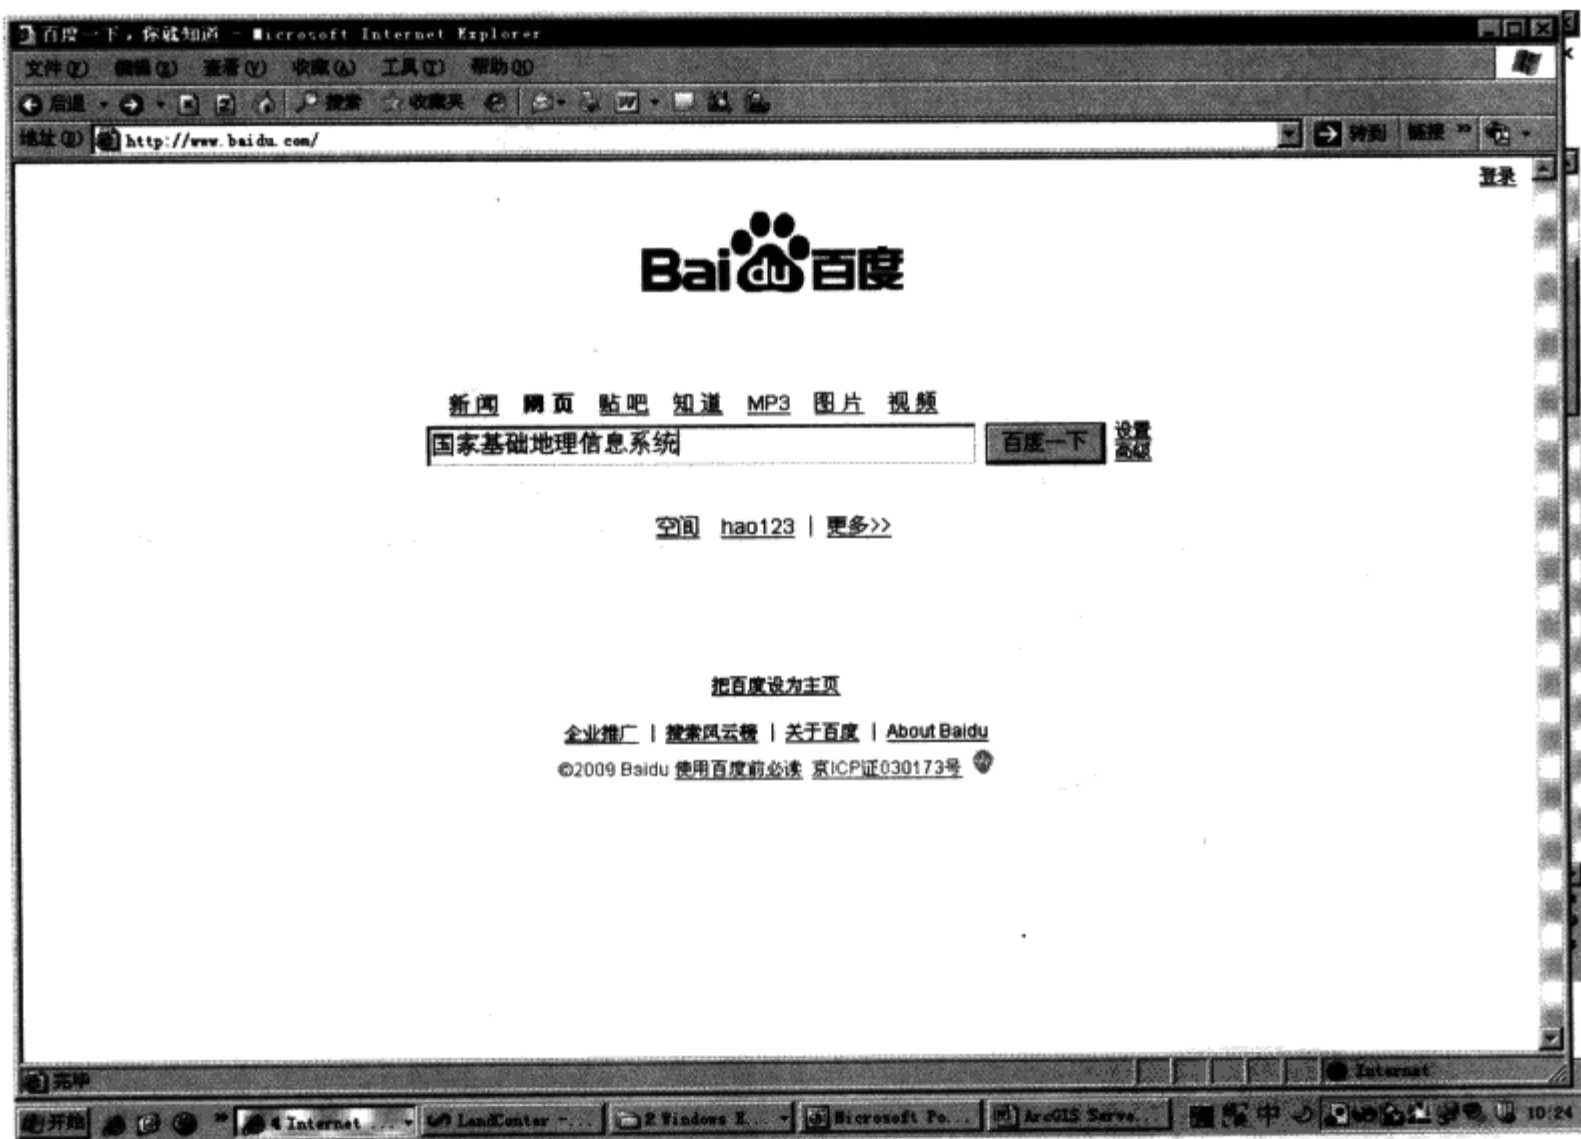 百度一下，你就知道 - Microsoft Internet Explorer
文件(F) 编辑(E) 查看(V) 收藏(A) 工具(T) 帮助(H)
后退 搜索 收藏夹
地址(D) http://www.baidu.com/ 转到 链接 »
登录
Baidu百度
新闻 网页 贴吧 知道 MP3 图片 视频
国家基础地理信息系统 百度一下 设置
高级
空间 hao123 | 更多>>
把百度设为主页
企业推广 | 搜索风云榜 | 关于百度 | About Baidu
©2009 Baidu 使用百度前必读 京ICP证030173号
完毕 Internet
开始 » 4 Internet ... LandCenter -... 2 Windows E... Microsoft Po... ArcGIS Serve... 中 10:24